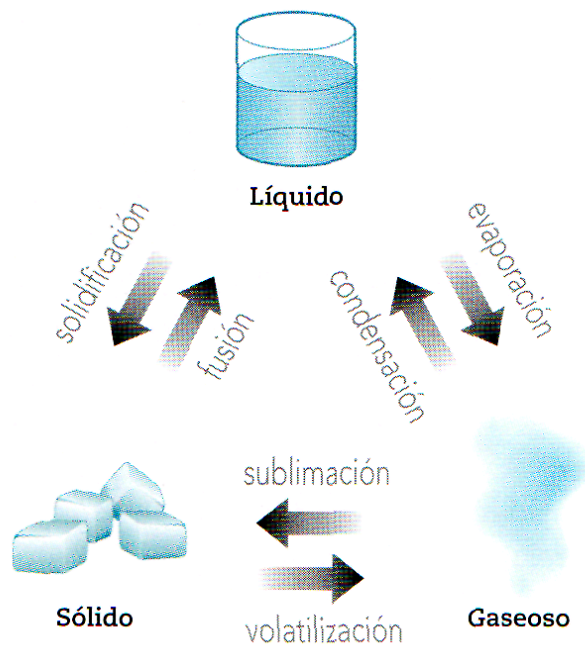 Líquido
solidificación
fusión
condensación
evaporación
sublimación
Sólido
volatilización
Gaseoso